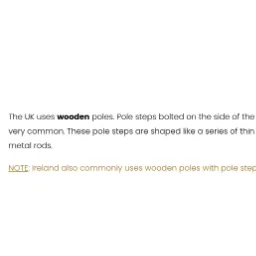 The UK uses wooden poles. Pole steps bolted on the side of the
very common. These pole steps are shaped like a series of thin
metal rods.
NOTE: Ireland also commonly uses wooden poles with pole step